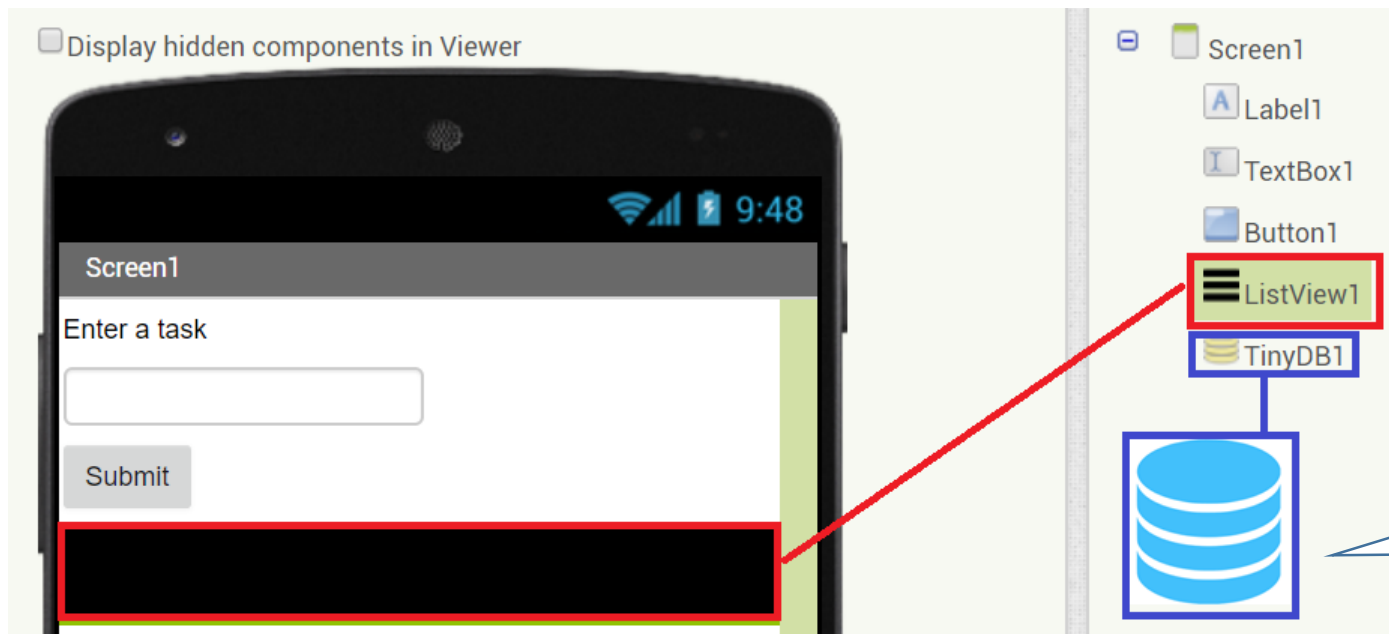 Display hidden components in Viewer
9:48
Screen1
Enter a task
Submit
Screen1
A Label1
TextBox1
Button1
ListView1
TinyDB1